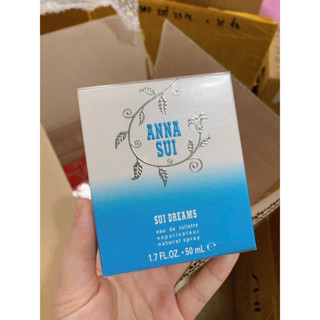 ANNA
SUI
SUI DREAMS
eau de toilette
vaporisateur
natural spray
1.7 FL.OZ. • 50 mL ℮